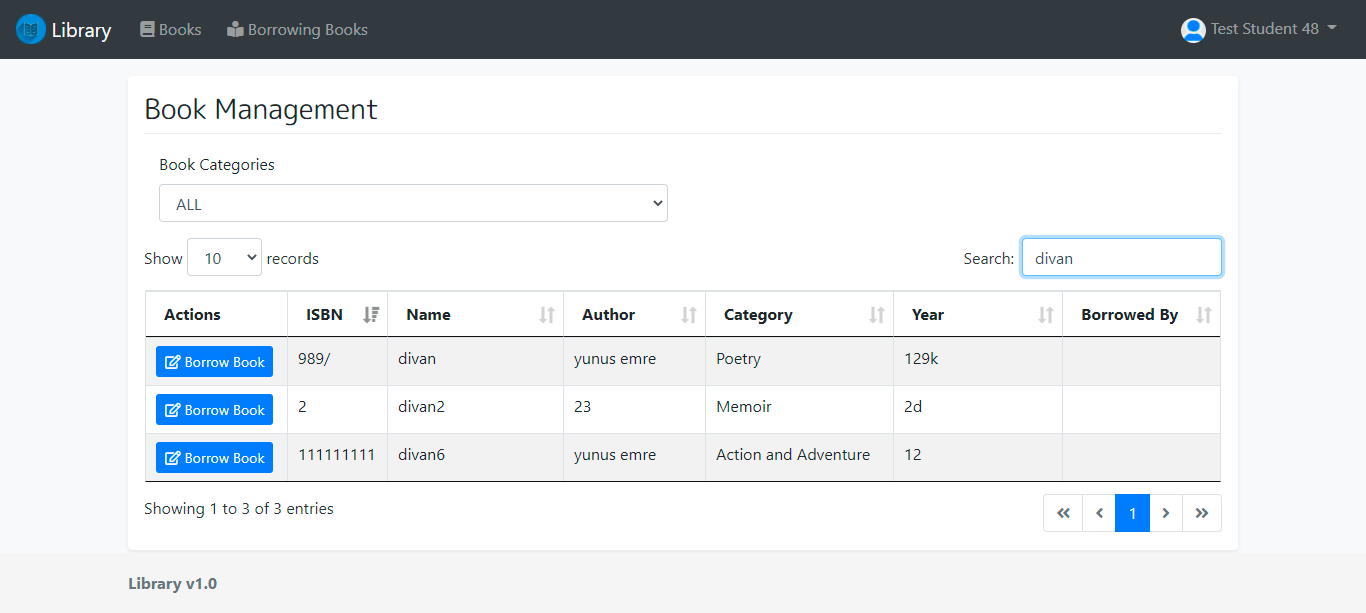 Library Books Borrowing Books Test Student 48
Book Management
Book Categories
ALL
Show 10 records Search: divan
Actions ISBN Name Author Category Year Borrowed By
Borrow Book 989/ divan yunus emre Poetry 129k
Borrow Book 2 divan2 23 Memoir 2d
Borrow Book 111111111 divan6 yunus emre Action and Adventure 12
Showing 1 to 3 of 3 entries « ‹ 1 › »
Library v1.0